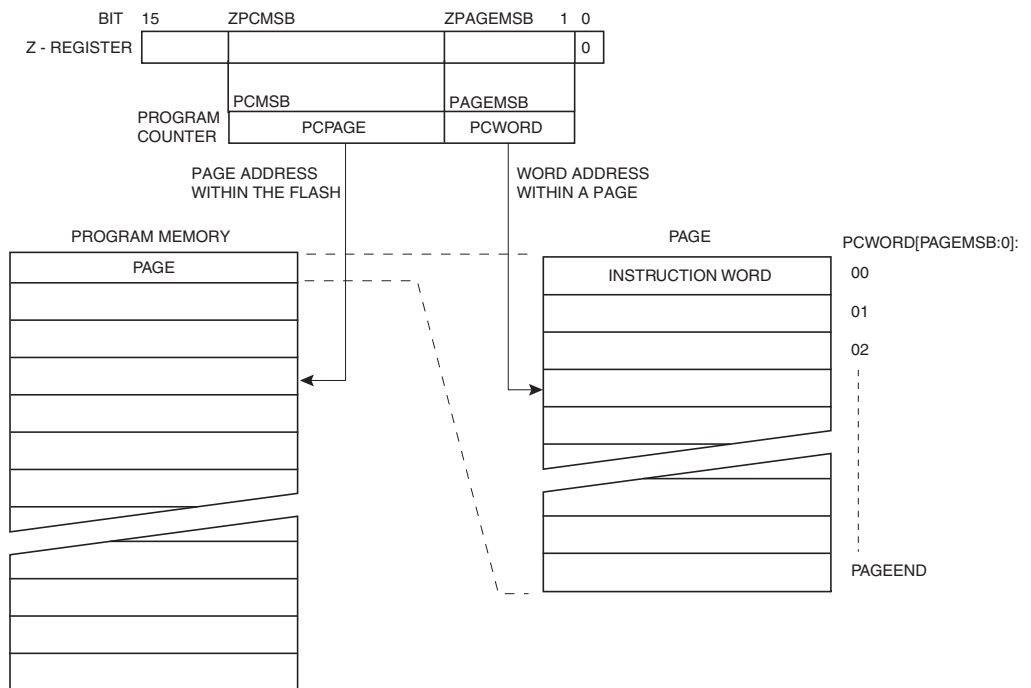 BIT 15 ZPCMSB ZPAGEMSB 1 0
Z - REGISTER 0
PCMSB PAGEMSB
PROGRAM
COUNTER
PCPAGE PCWORD
PAGE ADDRESS
WITHIN THE FLASH
WORD ADDRESS
WITHIN A PAGE
PROGRAM MEMORY
PAGE
PAGE
PCWORD[PAGEMSB:0]:
INSTRUCTION WORD
00
01
02
PAGEEND